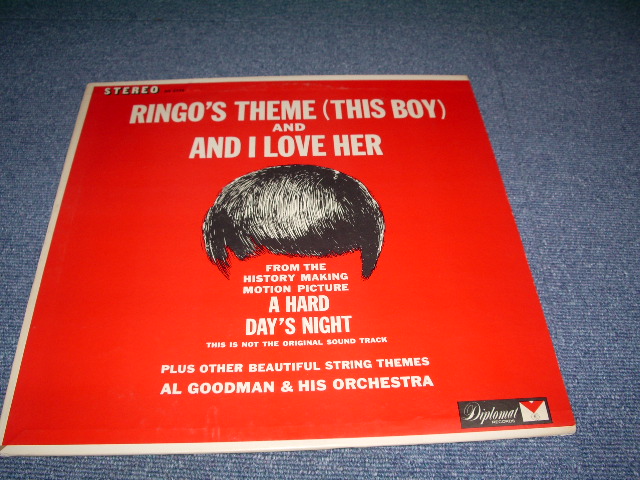 STEREO
RINGO'S THEME (THIS BOY)
AND
AND I LOVE HER
FROM THE
HISTORY MAKING
MOTION PICTURE
A HARD
DAY'S NIGHT
THIS IS NOT THE ORIGINAL SOUND TRACK
PLUS OTHER BEAUTIFUL STRING THEMES
AL GOODMAN & HIS ORCHESTRA
Diplomat
RECORDS